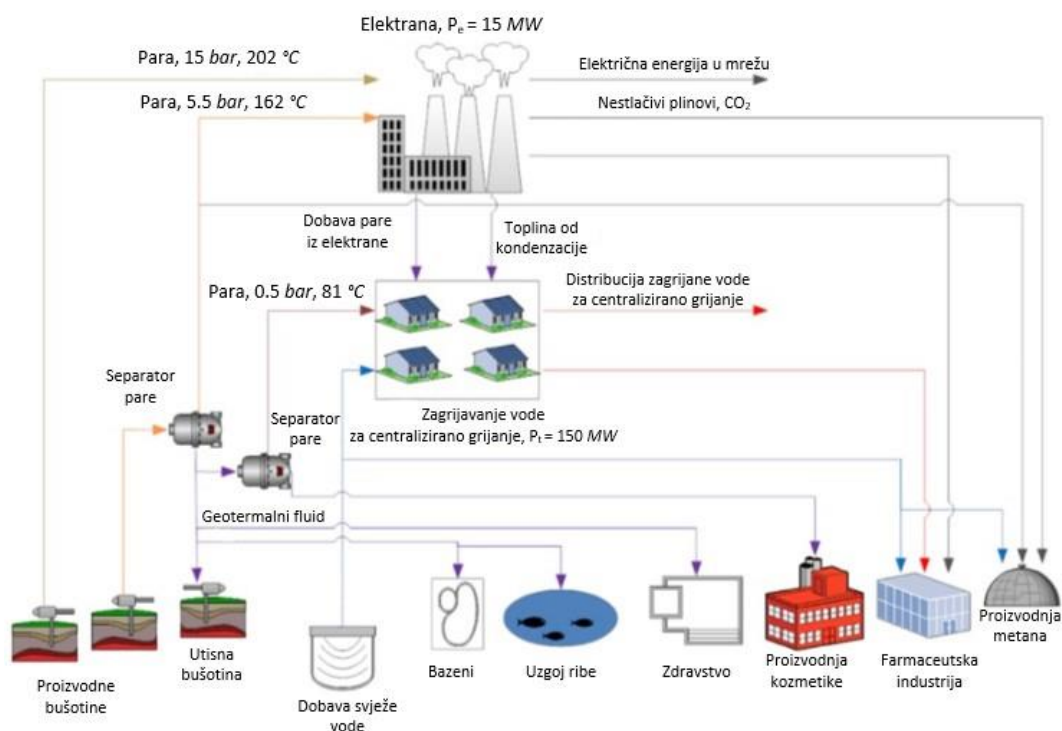 Elektrana, Pₑ = 15 MW
Para, 15 bar, 202 °C
Električna energija u mrežu
Para, 5.5 bar, 162 °C
Nestlačivi plinovi, CO₂
Dobava pare
iz elektrane
Toplina od
kondenzacije
Para, 0.5 bar, 81 °C
Distribucija zagrijane vode
za centralizirano grijanje
Separator
pare
Separator
pare
Zagrijavanje vode
za centralizirano grijanje, Pₜ = 150 MW
Geotermalni fluid
Proizvodne
bušotine
Utisna
bušotina
Dobava svježe
vode
Bazeni
Uzgoj ribe
Zdravstvo
Proizvodnja
kozmetike
Farmaceutska
industrija
Proizvodnja
metana